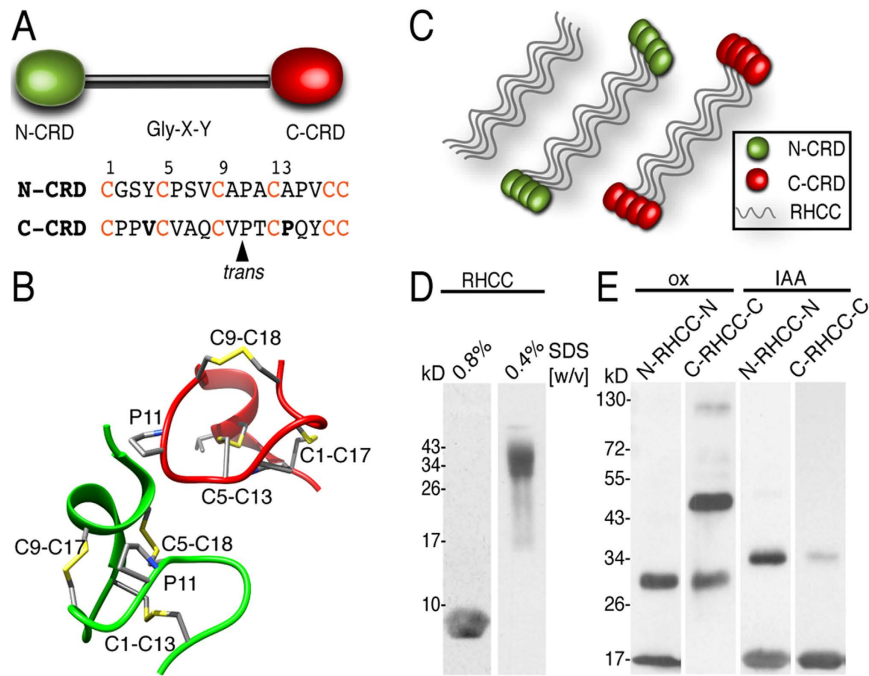 A
N-CRD
Gly-X-Y
C-CRD
1 5 9 13
N-CRD CGSYCPSVCAPACAPVCC
C-CRD CPPVCVAQCVPTCPQYCC
trans
B
C9-C18
P11
C1-C17
C5-C13
C9-C17
C5-C18
P11
C1-C13
C
N-CRD
C-CRD
RHCC
D
RHCC
0.8%
0.4%
SDS
[w/v]
kD
43-
34-
26-
17-
10-
E
ox
IAA
N-RHCC-N
C-RHCC-C
N-RHCC-N
C-RHCC-C
kD
130-
72-
55-
43-
34-
26-
17-